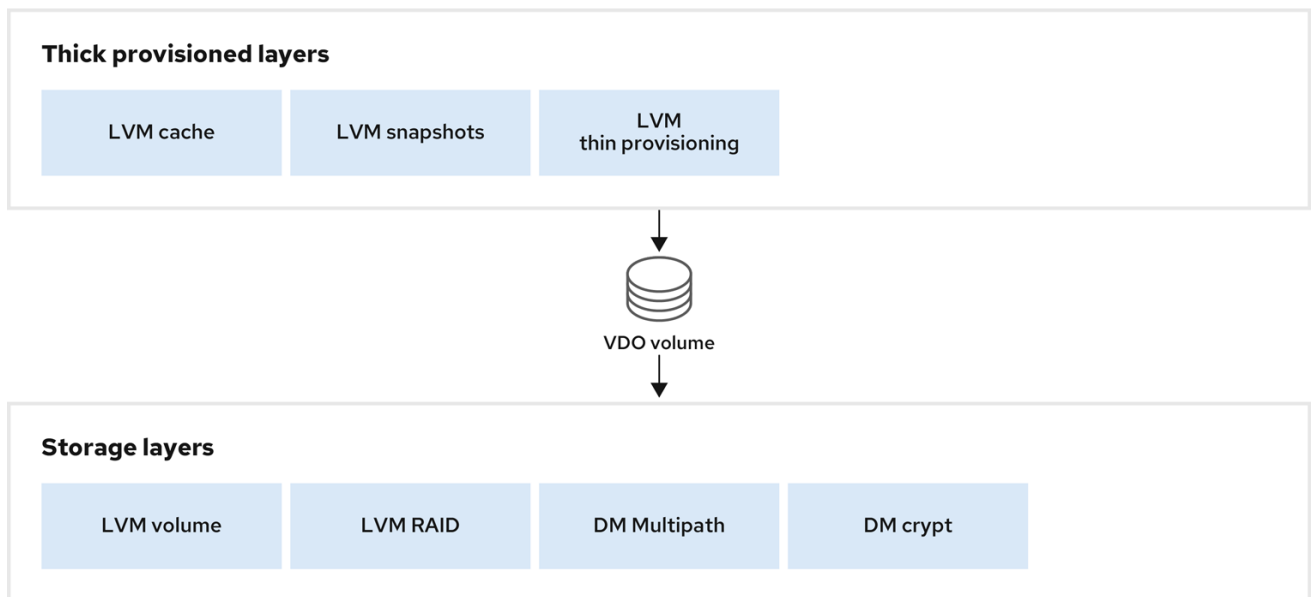 Thick provisioned layers
LVM cache
LVM snapshots
LVM
thin provisioning
VDO volume
Storage layers
LVM volume
LVM RAID
DM Multipath
DM crypt